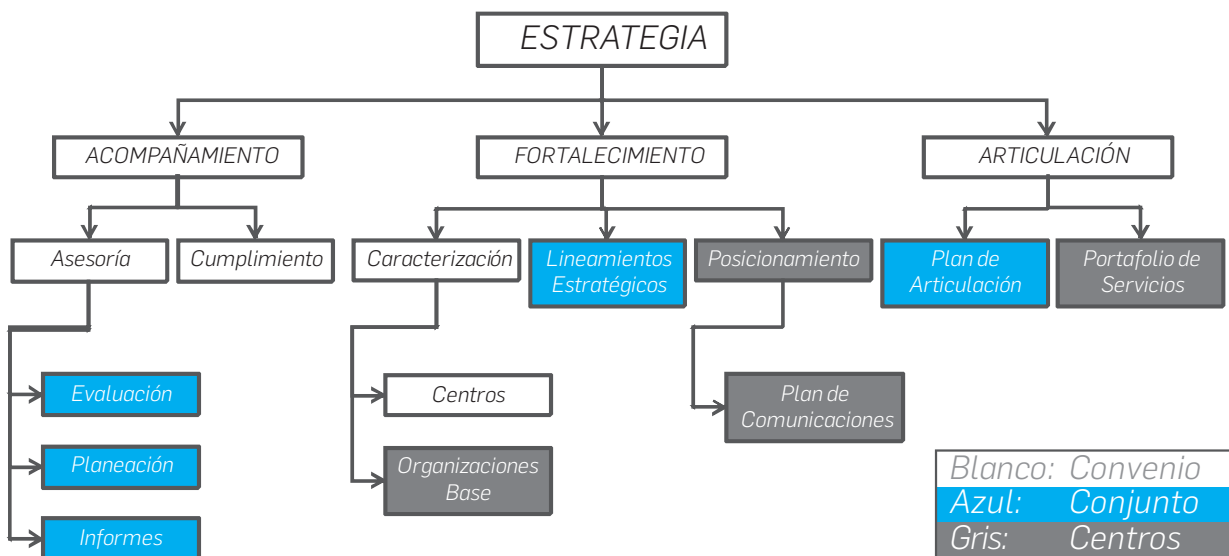 ESTRATEGIA
ACOMPAÑAMIENTO
FORTALECIMIENTO
ARTICULACIÓN
Asesoría
Cumplimiento
Caracterización
Lineamientos
Estratégicos
Posicionamiento
Plan de
Articulación
Portafolio de
Servicios
Evaluación
Planeación
Informes
Centros
Organizaciones
Base
Plan de
Comunicaciones
Blanco: Convenio
Azul: Conjunto
Gris: Centros